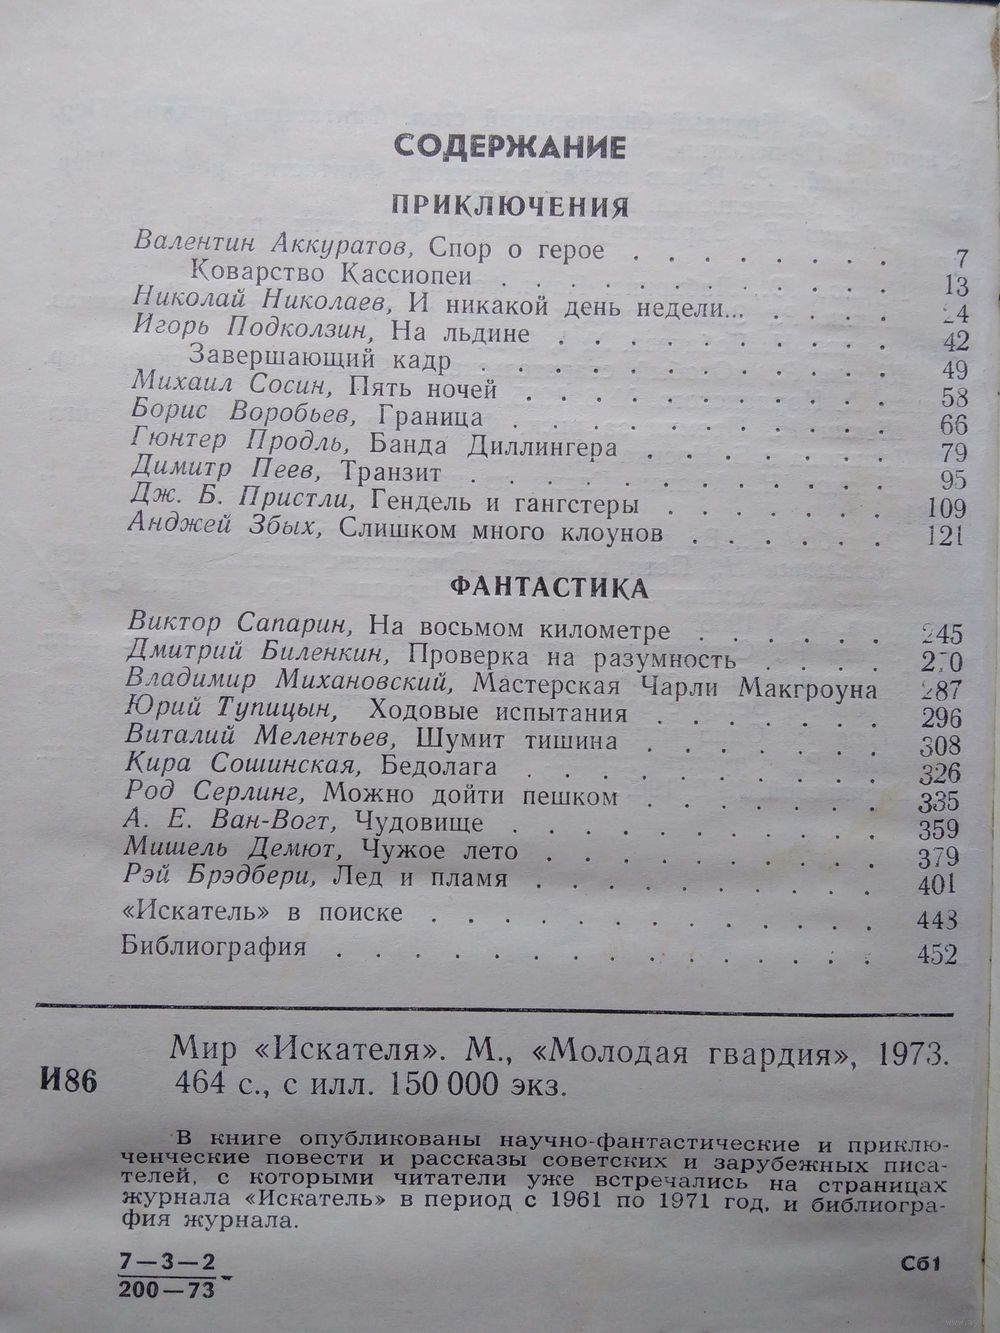 СОДЕРЖАНИЕ
ПРИКЛЮЧЕНИЯ
Валентин Аккуратов, Спор о герое . . . . . . . 7
Коварство Кассиопеи . . . . . . . . . . . 13
Николай Николаев, И никакой день недели... . . . . 24
Игорь Подколзин, На льдине . . . . . . . . . 42
Завершающий кадр . . . . . . . . . . . 49
Михаил Сосин, Пять ночей . . . . . . . . . . 58
Борис Воробьев, Граница . . . . . . . . . . . 66
Гюнтер Продль, Банда Диллингера . . . . . . . 79
Димитр Пеев, Транзит . . . . . . . . . . . 95
Дж. Б. Пристли, Гендель и гангстеры . . . . . . 109
Анджей Збых, Слишком много клоунов . . . . . . 121
ФАНТАСТИКА
Виктор Сапарин, На восьмом километре . . . . . 245
Дмитрий Биленкин, Проверка на разумность . . . . 270
Владимир Михановский, Мастерская Чарли Макгроуна 287
Юрий Тупицын, Ходовые испытания . . . . . . . 296
Виталий Мелентьев, Шумит тишина . . . . . . . 308
Кира Сошинская, Бедолага . . . . . . . . . . 326
Род Серлинг, Можно дойти пешком . . . . . . . 335
А. Е. Ван-Вогт, Чудовище . . . . . . . . . . 359
Мишель Демют, Чужое лето . . . . . . . . . 379
Рэй Брэдбери, Лед и пламя . . . . . . . . . . 401
«Искатель» в поиске . . . . . . . . . . . . 443
Библиография . . . . . . . . . . . . . . 452
Мир «Искателя». М., «Молодая гвардия», 1973.
И86 464 с., с илл. 150 000 экз.
В книге опубликованы научно-фантастические и приклю-
ченческие повести и рассказы советских и зарубежных писа-
телей, с которыми читатели уже встречались на страницах
журнала «Искатель» в период с 1961 по 1971 год, и библиогра-
фия журнала.
7—3—2
200—73
Сб1